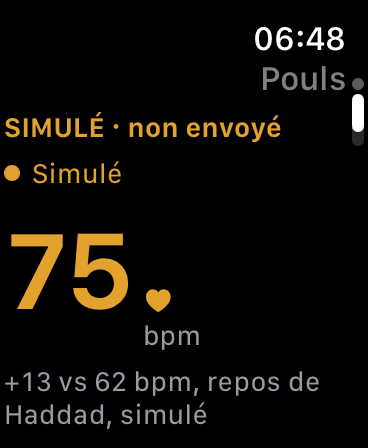 06:48
Pouls
SIMULÉ · non envoyé
Simulé
75
bpm
+13 vs 62 bpm, repos de
Haddad, simulé